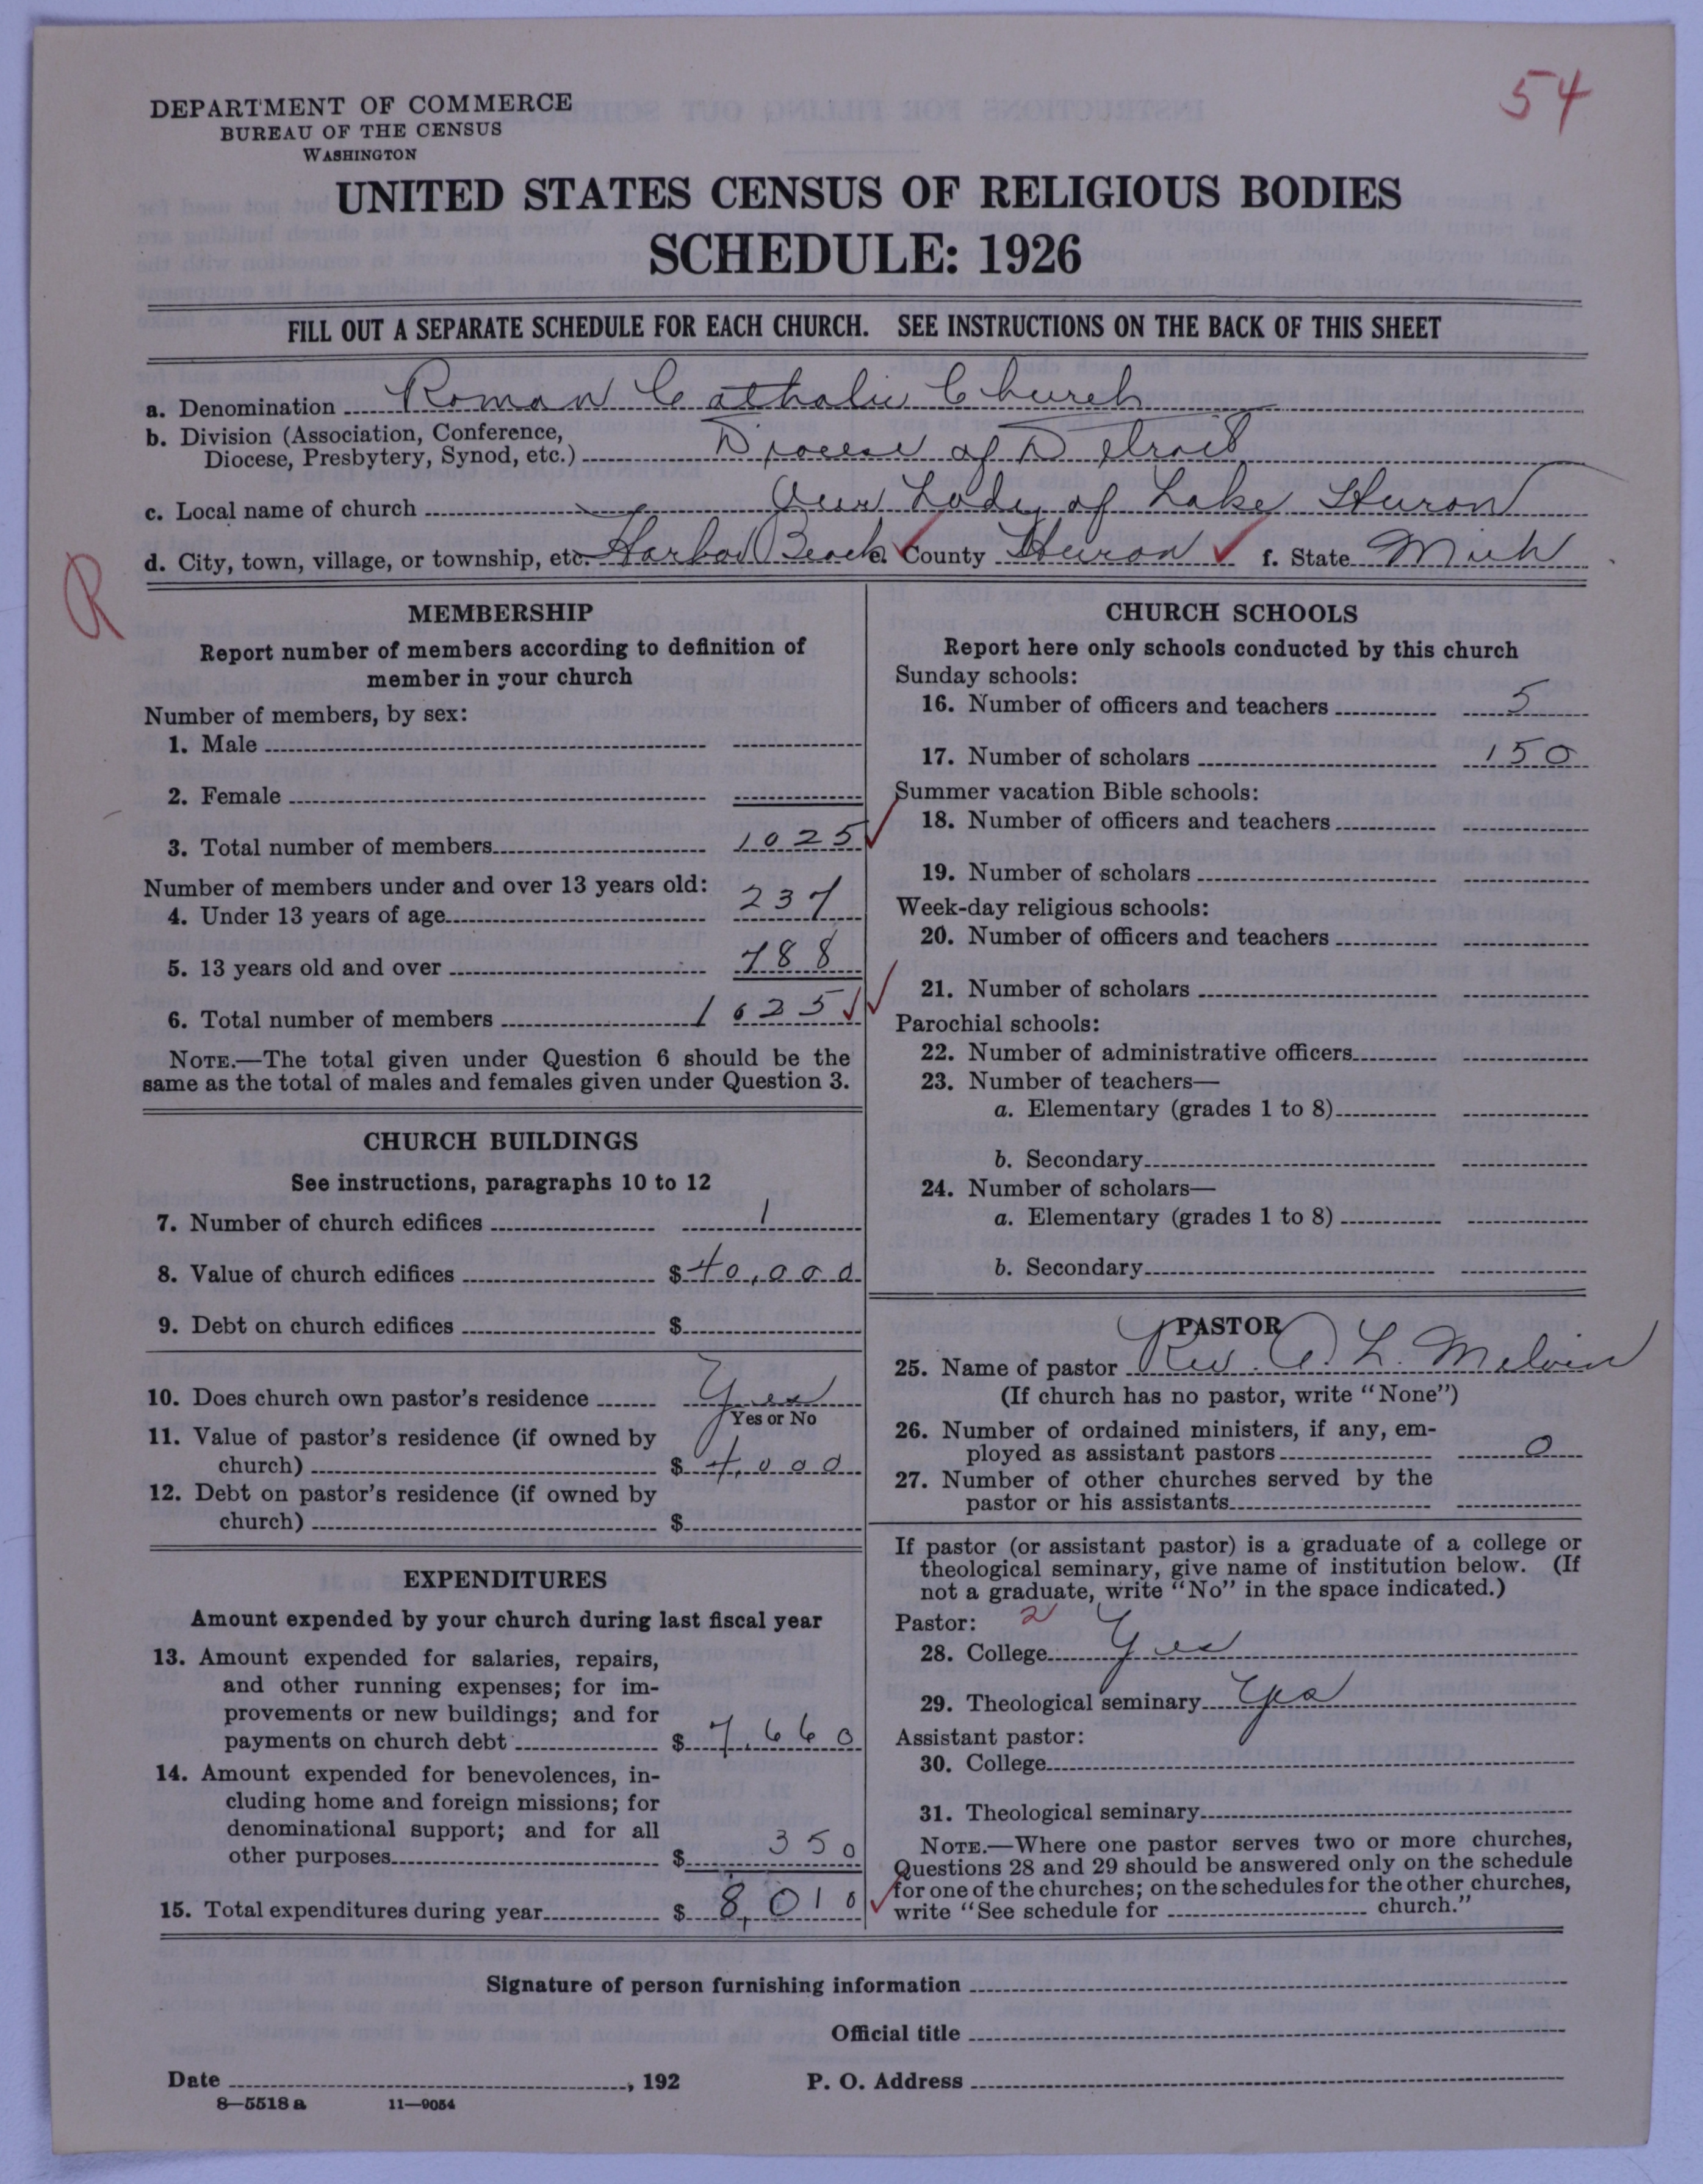 54
DEPARTMENT OF COMMERCE
BUREAU OF THE CENSUS
WASHINGTON
UNITED STATES CENSUS OF RELIGIOUS BODIES
SCHEDULE: 1926
FILL OUT A SEPARATE SCHEDULE FOR EACH CHURCH. SEE INSTRUCTIONS ON THE BACK OF THIS SHEET
a. Denomination Roman Catholic Church
b. Division (Association, Conference,
Diocese, Presbytery, Synod, etc.) Diocese of Detroit
c. Local name of church Our Lady of Lake Huron
d. City, town, village, or township, etc. Harbor Beach e. County Huron f. State Mich
R
MEMBERSHIP
Report number of members according to definition of
member in your church
Number of members, by sex:
1. Male
2. Female
3. Total number of members 1025
Number of members under and over 13 years old:
4. Under 13 years of age 237
5. 13 years old and over 788
6. Total number of members 1025
NOTE.—The total given under Question 6 should be the
same as the total of males and females given under Question 3.
CHURCH BUILDINGS
See instructions, paragraphs 10 to 12
7. Number of church edifices 1
8. Value of church edifices $40,000
9. Debt on church edifices $
10. Does church own pastor's residence Yes
Yes or No
11. Value of pastor's residence (if owned by
church) $4,000
12. Debt on pastor's residence (if owned by
church) $
EXPENDITURES
Amount expended by your church during last fiscal year
13. Amount expended for salaries, repairs,
and other running expenses; for im-
provements or new buildings; and for
payments on church debt $7,660
14. Amount expended for benevolences, in-
cluding home and foreign missions; for
denominational support; and for all
other purposes $350
15. Total expenditures during year $8,010
CHURCH SCHOOLS
Report here only schools conducted by this church
Sunday schools:
16. Number of officers and teachers 5
17. Number of scholars 150
Summer vacation Bible schools:
18. Number of officers and teachers
19. Number of scholars
Week-day religious schools:
20. Number of officers and teachers
21. Number of scholars
Parochial schools:
22. Number of administrative officers
23. Number of teachers—
a. Elementary (grades 1 to 8)
b. Secondary
24. Number of scholars—
a. Elementary (grades 1 to 8)
b. Secondary
PASTOR
25. Name of pastor Rev. A. L. Melvin
(If church has no pastor, write "None")
26. Number of ordained ministers, if any, em-
ployed as assistant pastors 0
27. Number of other churches served by the
pastor or his assistants
If pastor (or assistant pastor) is a graduate of a college or
theological seminary, give name of institution below. (If
not a graduate, write "No" in the space indicated.)
Pastor: 2
28. College Yes
29. Theological seminary Yes
Assistant pastor:
30. College
31. Theological seminary
NOTE.—Where one pastor serves two or more churches,
Questions 28 and 29 should be answered only on the schedule
for one of the churches; on the schedules for the other churches,
write "See schedule for church."
Signature of person furnishing information
Official title
Date , 192 P. O. Address
8—5518 a 11—9054